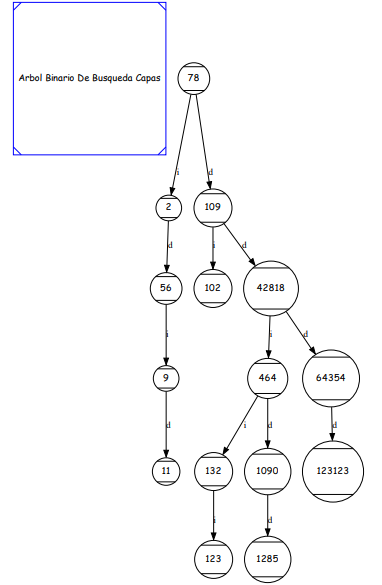 Arbol Binario De Busqueda Capas
78
i
d
2
109
d
i
d
56
102
42818
i
i
d
9
464
64354
d
i
d
d
11
132
1090
123123
i
d
123
1285